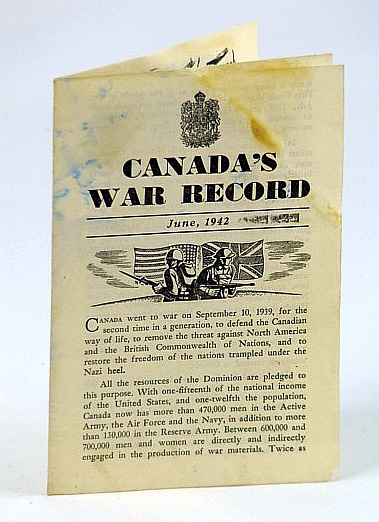 CANADA'S
WAR RECORD
June, 1942
CANADA went to war on September 10, 1939, for the
second time in a generation, to defend the Canadian
way of life, to remove the threat against North America
and the British Commonwealth of Nations, and to
restore the freedom of the nations trampled under the
Nazi heel.
All the resources of the Dominion are pledged to
this purpose. With one-fifteenth of the national income
of the United States, and one-twelfth the population,
Canada now has more than 470,000 men in the Active
Army, the Air Force and the Navy, in addition to more
than 130,000 in the Reserve Army. Between 600,000 and
700,000 men and women are directly and indirectly
engaged in the production of war materials. Twice as